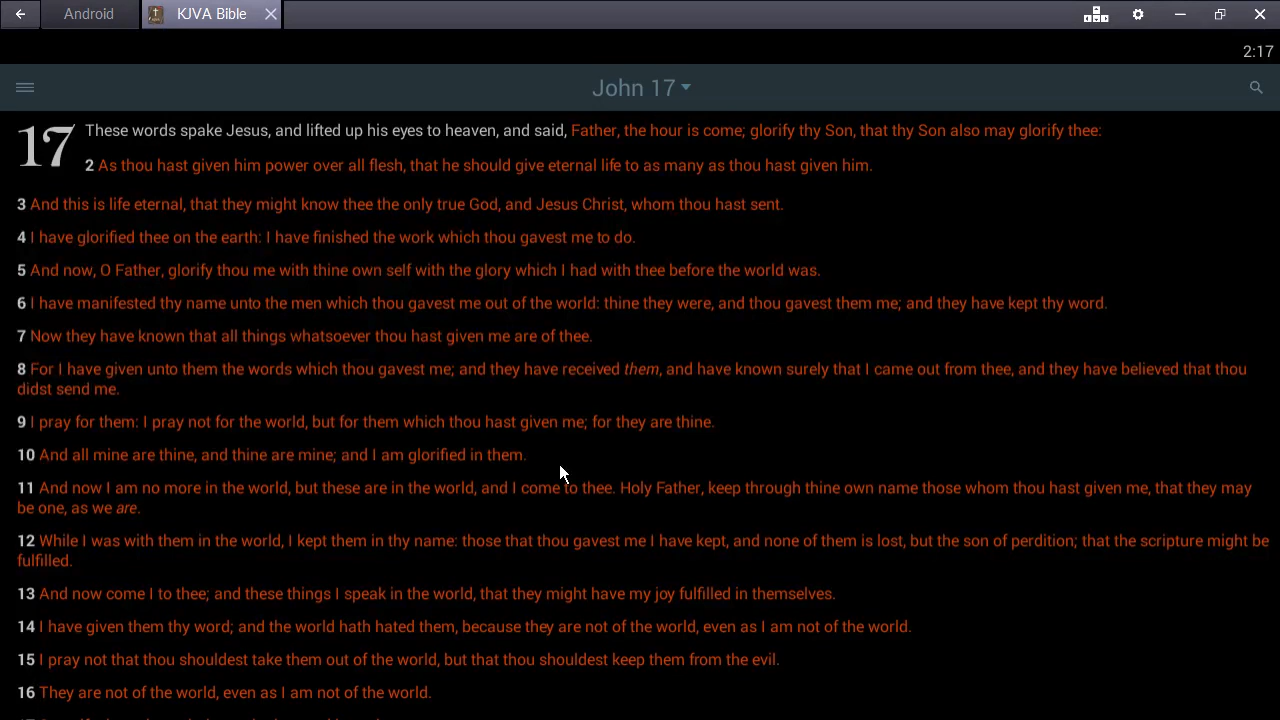 Android
KJVA Bible
2:17
John 17
17 These words spake Jesus, and lifted up his eyes to heaven, and said, Father, the hour is come; glorify thy Son, that thy Son also may glorify thee:
2 As thou hast given him power over all flesh, that he should give eternal life to as many as thou hast given him.
3 And this is life eternal, that they might know thee the only true God, and Jesus Christ, whom thou hast sent.
4 I have glorified thee on the earth: I have finished the work which thou gavest me to do.
5 And now, O Father, glorify thou me with thine own self with the glory which I had with thee before the world was.
6 I have manifested thy name unto the men which thou gavest me out of the world: thine they were, and thou gavest them me; and they have kept thy word.
7 Now they have known that all things whatsoever thou hast given me are of thee.
8 For I have given unto them the words which thou gavest me; and they have received them, and have known surely that I came out from thee, and they have believed that thou
didst send me.
9 I pray for them: I pray not for the world, but for them which thou hast given me; for they are thine.
10 And all mine are thine, and thine are mine; and I am glorified in them.
11 And now I am no more in the world, but these are in the world, and I come to thee. Holy Father, keep through thine own name those whom thou hast given me, that they may
be one, as we are.
12 While I was with them in the world, I kept them in thy name: those that thou gavest me I have kept, and none of them is lost, but the son of perdition; that the scripture might be
fulfilled.
13 And now come I to thee; and these things I speak in the world, that they might have my joy fulfilled in themselves.
14 I have given them thy word; and the world hath hated them, because they are not of the world, even as I am not of the world.
15 I pray not that thou shouldest take them out of the world, but that thou shouldest keep them from the evil.
16 They are not of the world, even as I am not of the world.